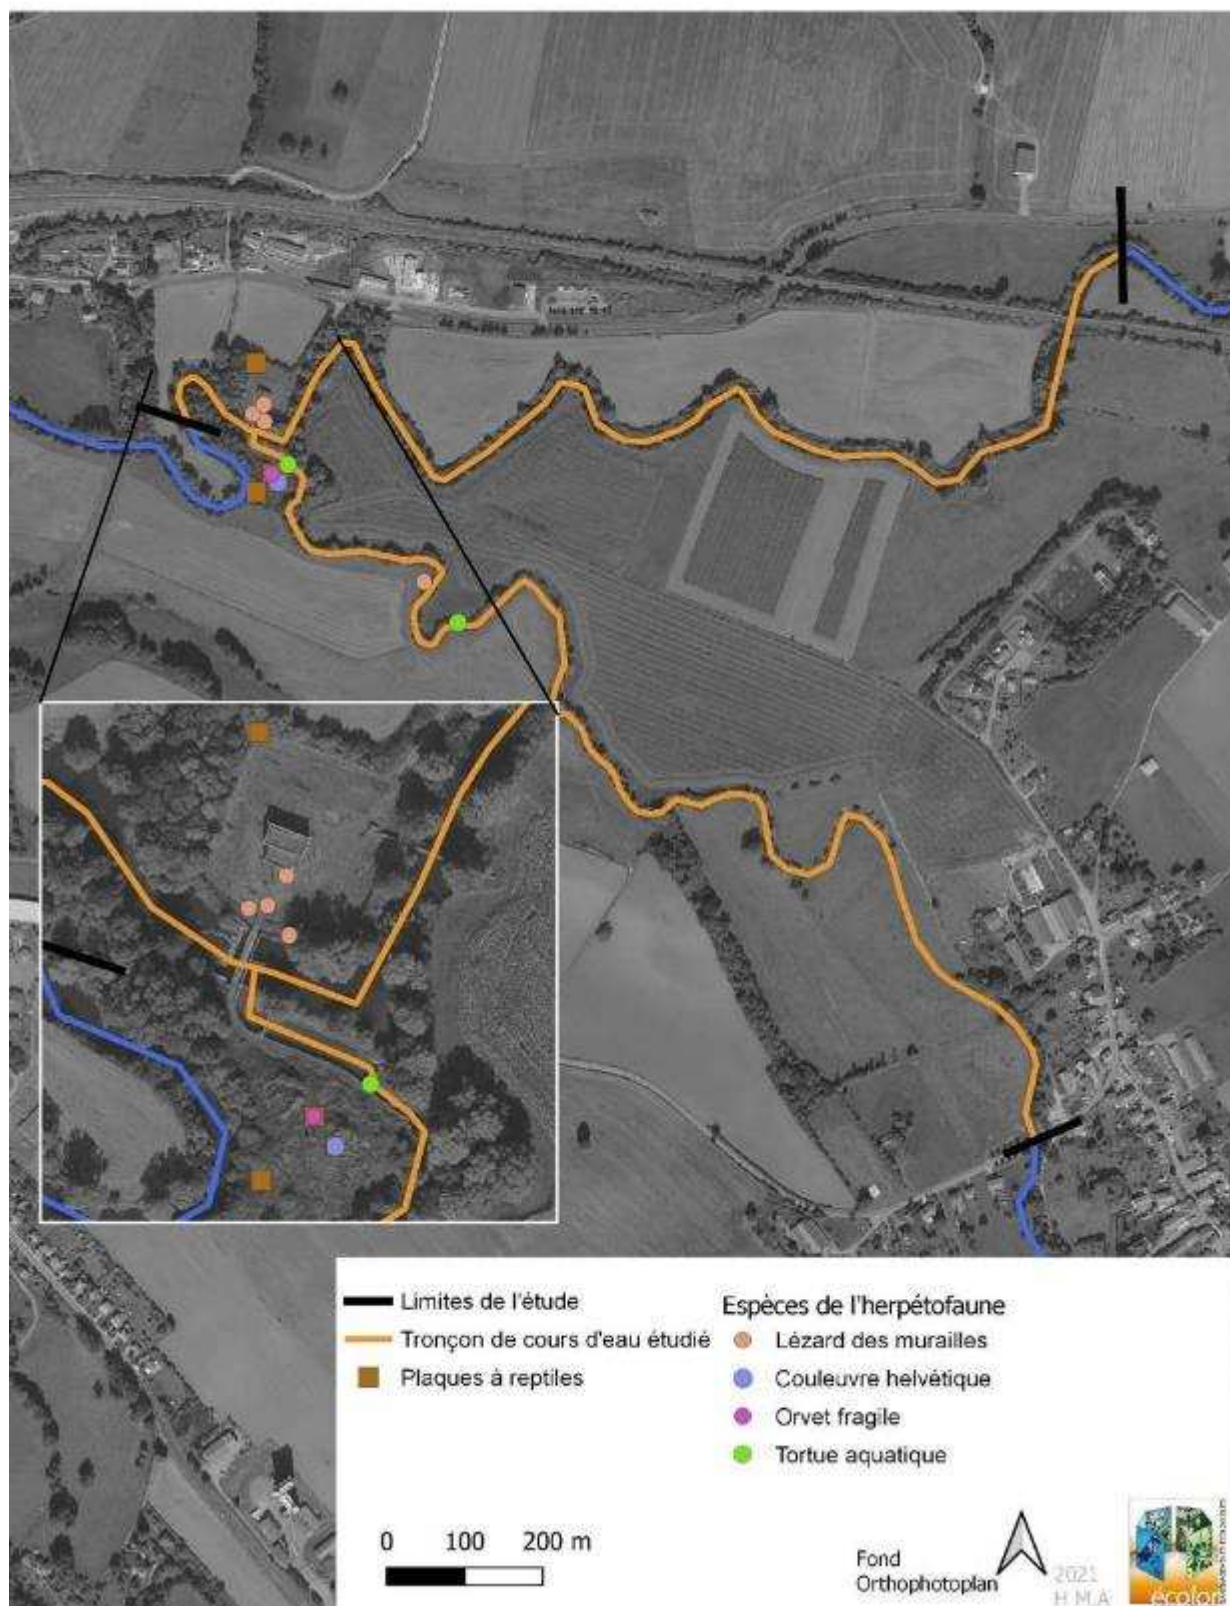 Limites de l'étude
Tronçon de cours d'eau étudié
Plaques à reptiles
Espèces de l'herpétofaune
Lézard des murailles
Couleuvre helvétique
Orvet fragile
Tortue aquatique
0 100 200 m
Fond
Orthophotoplan
2021
H.M.A
écolor